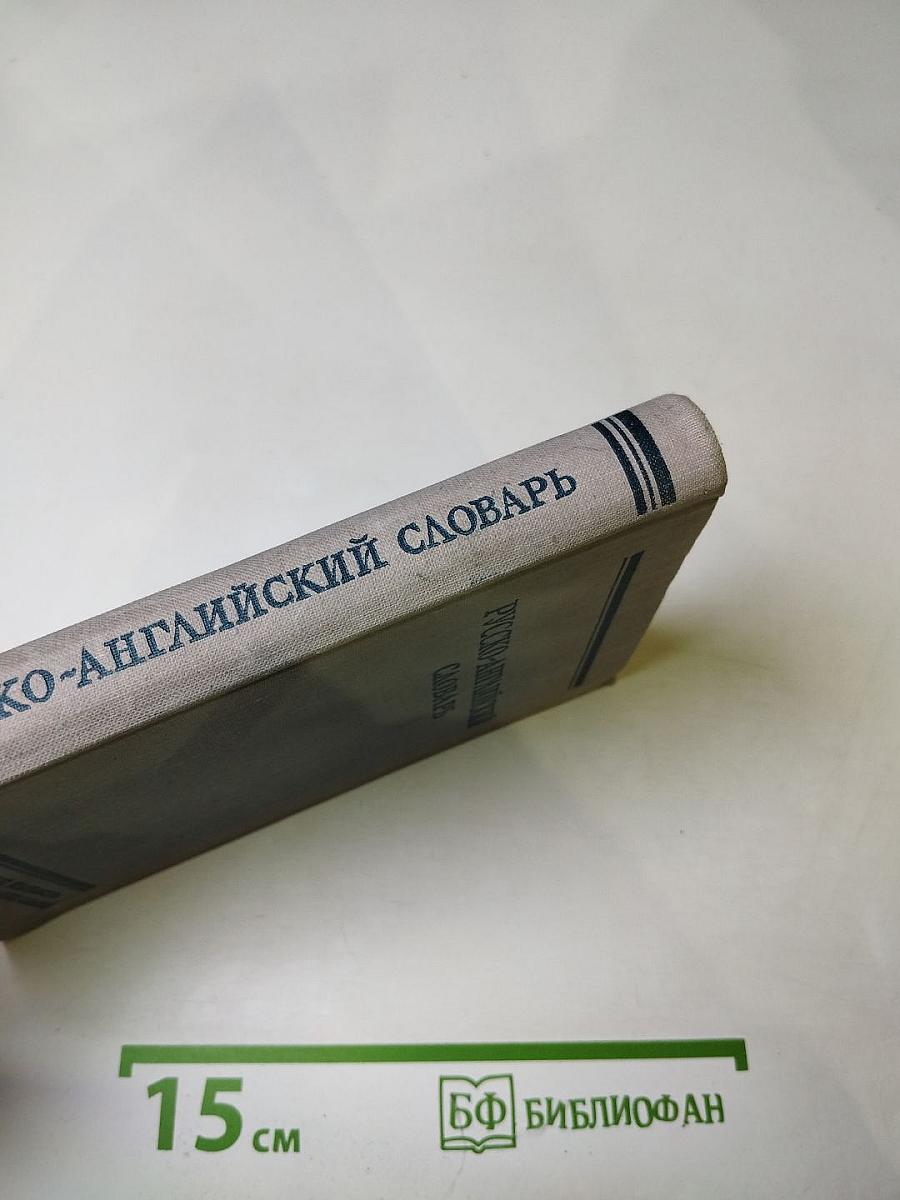 КО-АНГЛИЙСКИЙ СЛОВАРЬ
РУССКО-АНГЛИЙСКИЙ
СЛОВАРЬ
15 см
БФ БИБЛИОФАН